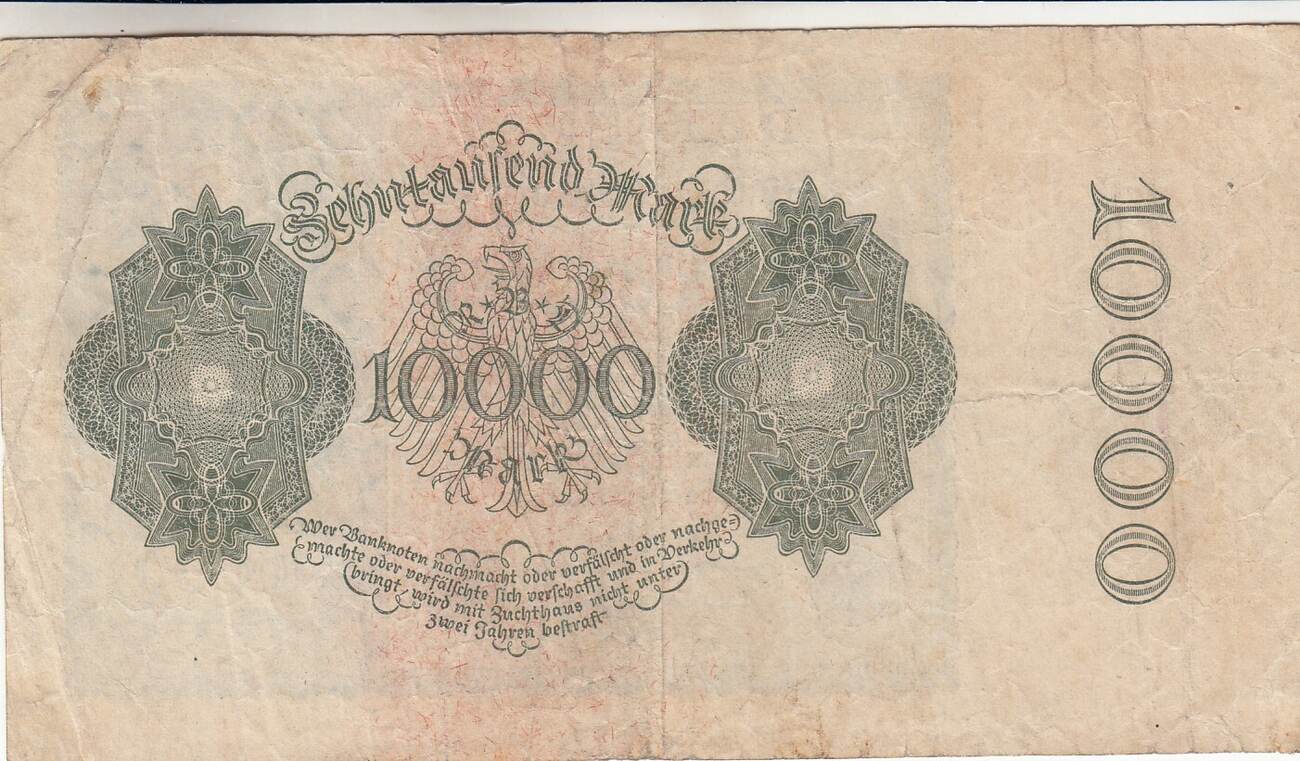 Zehntausend Mark
R * B * D
10000
Mark
Wer Banknoten nachmacht oder verfälscht oder nachge=
machte oder verfälschte sich verschafft und in Verkehr
bringt, wird mit Zuchthaus nicht unter
zwei Jahren bestraft
10000